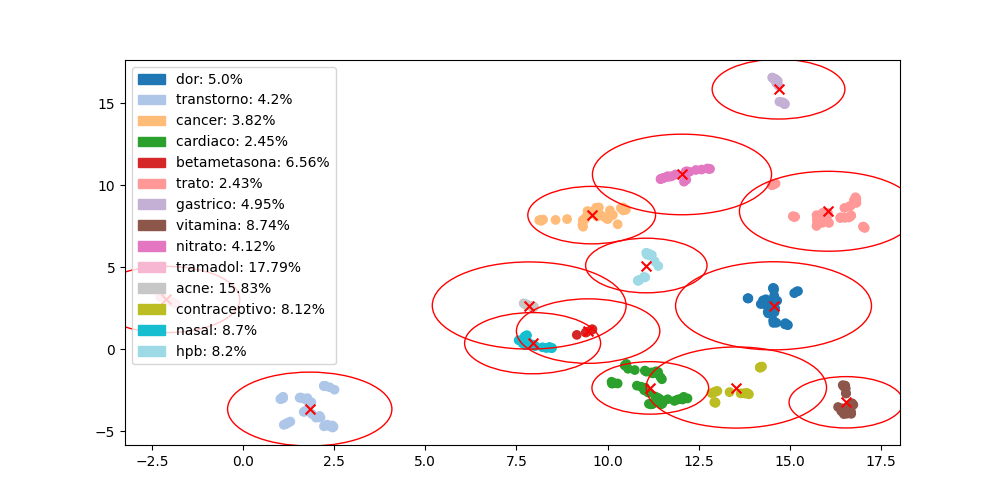 dor: 5.0%
transtorno: 4.2%
cancer: 3.82%
cardiaco: 2.45%
betametasona: 6.56%
trato: 2.43%
gastrico: 4.95%
vitamina: 8.74%
nitrato: 4.12%
tramadol: 17.79%
acne: 15.83%
contraceptivo: 8.12%
nasal: 8.7%
hpb: 8.2%
15
10
5
0
−5
−2.5 0.0 2.5 5.0 7.5 10.0 12.5 15.0 17.5